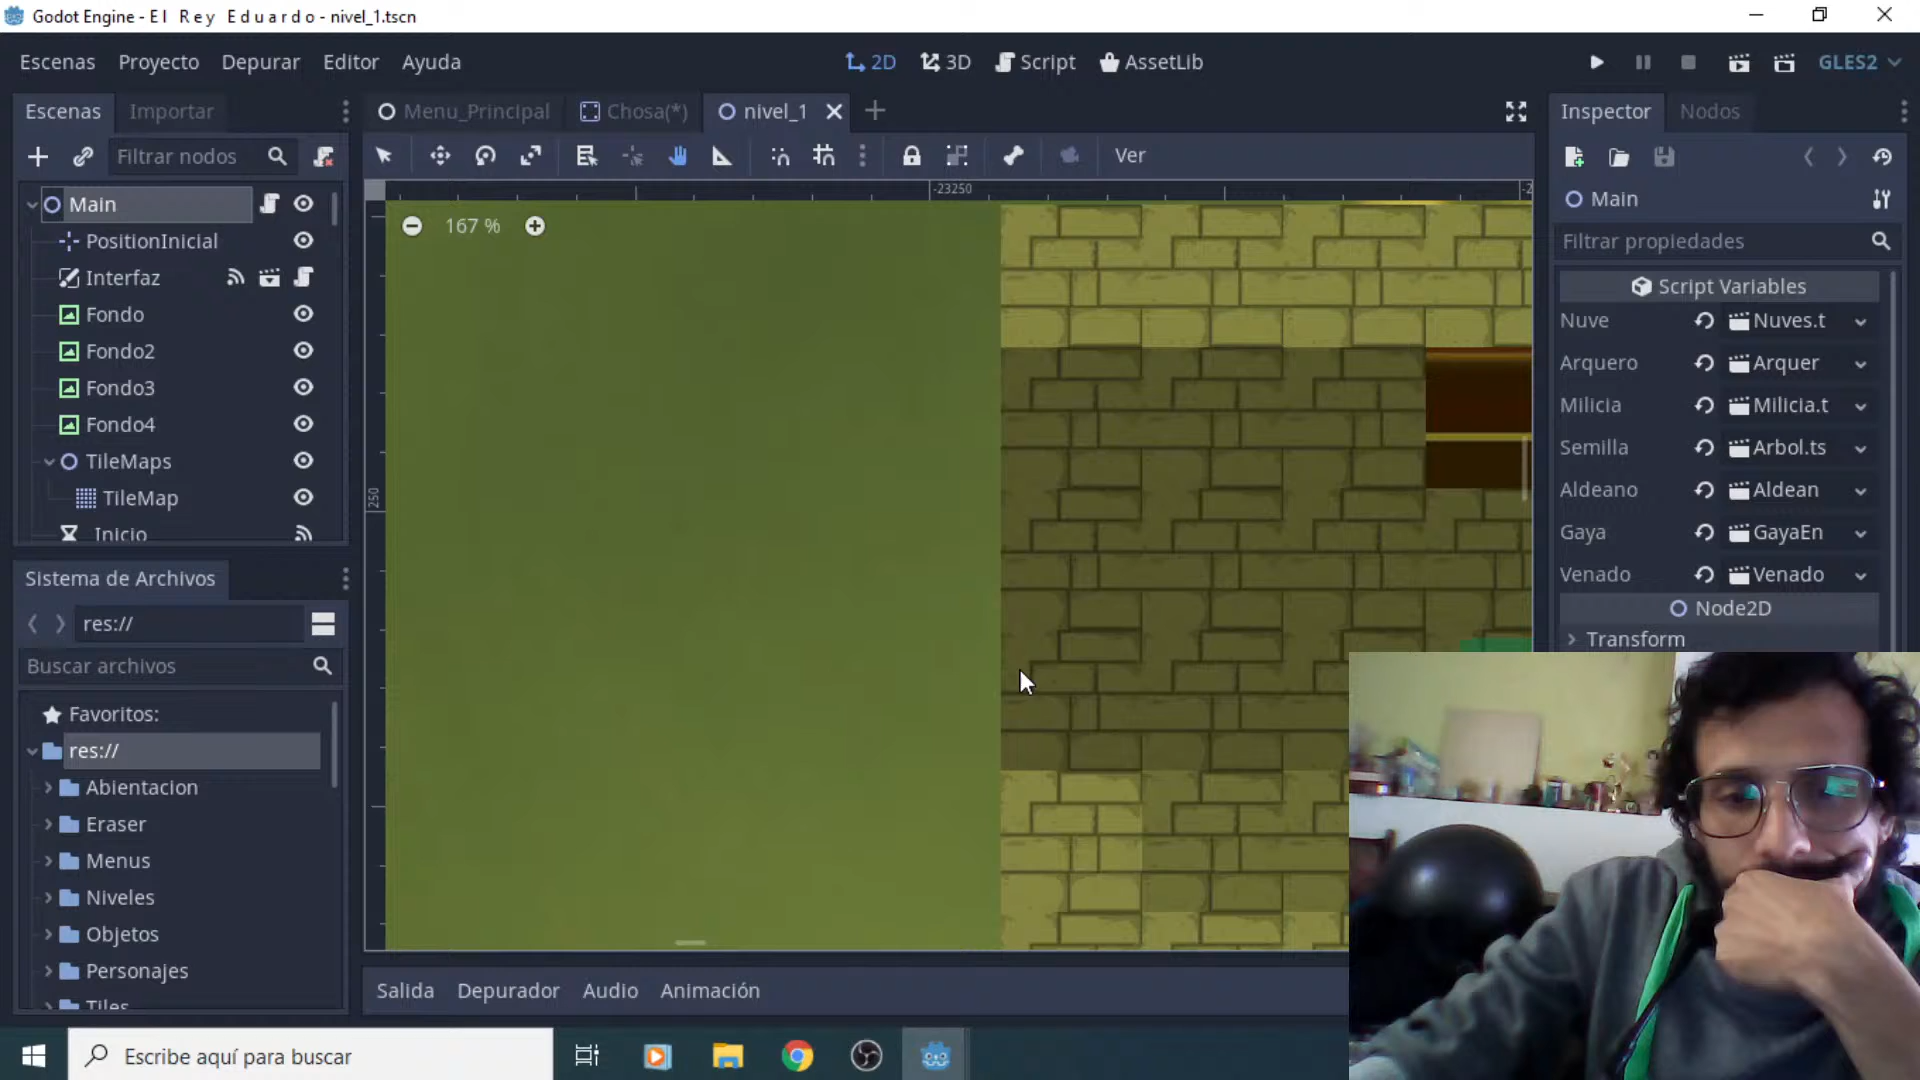 Godot Engine - El Rey Eduardo - nivel_1.tscn
Escenas Proyecto Depurar Editor Ayuda
2D 3D Script AssetLib
GLES2
Escenas Importar
Menu_Principal Chosa(*) nivel_1
Inspector Nodos
Filtrar nodos
Ver
Main
PositionInicial
Interfaz
Fondo
Fondo2
Fondo3
Fondo4
TileMaps
TileMap
Inicio
-23250
250
167 %
Main
Filtrar propiedades
Script Variables
Nuve Nuves.t
Arquero Arquer
Milicia Milicia.t
Semilla Arbol.ts
Aldeano Aldean
Gaya GayaEn
Venado Venado
Node2D
Transform
Sistema de Archivos
res://
Buscar archivos
Favoritos:
res://
Abientacion
Eraser
Menus
Niveles
Objetos
Personajes
Tiles
Salida Depurador Audio Animación
Escribe aquí para buscar